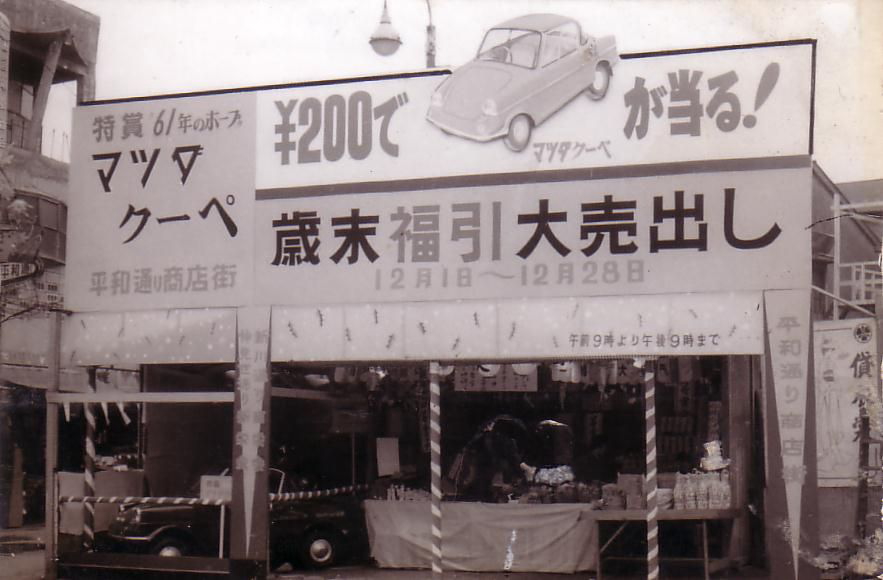 特賞 '61年のホープ
マツダ
クーペ
平和通り商店街
¥200で
が当る!
マツダクーペ
歳末福引大売出し
12月1日〜12月28日
午前9時より午後9時まで
平和通り商店街
平和